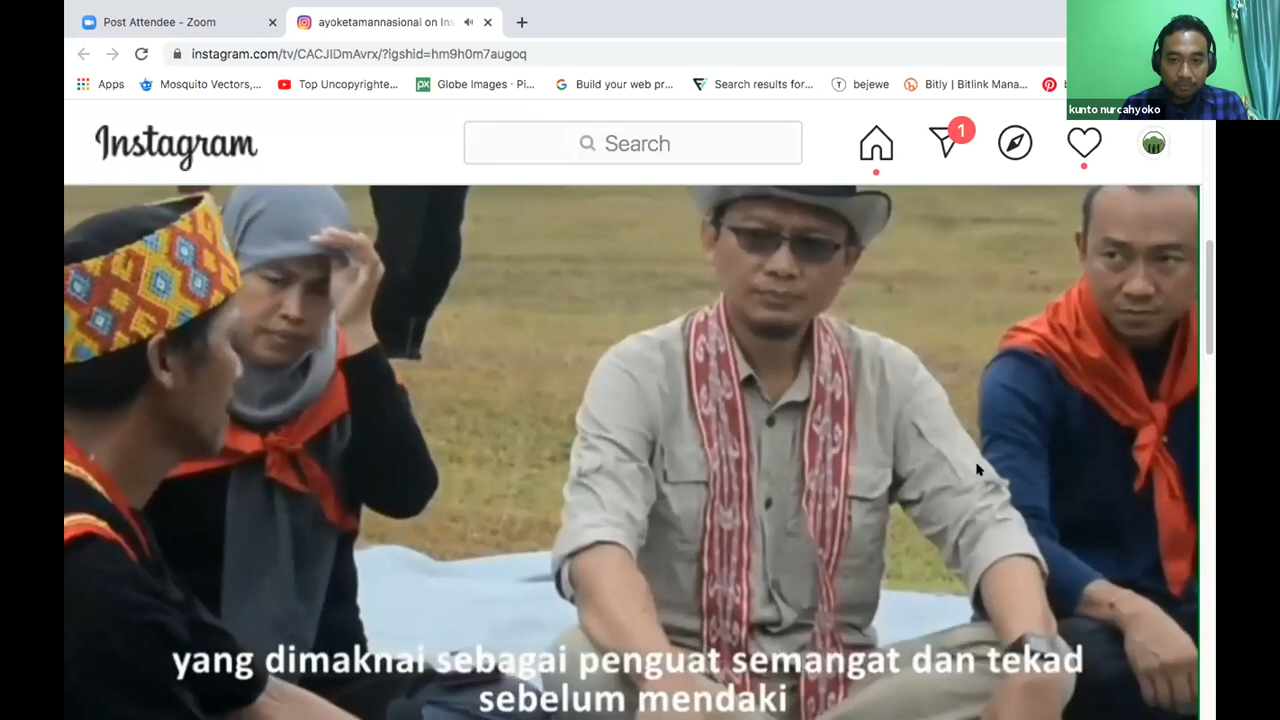 Post Attendee - Zoom
ayoketamannasional on Ins
instagram.com/tv/CACJIDmAvrx/?igshid=hm9h0m7augoq
Apps Mosquito Vectors,... Top Uncopyrighte... Globe Images · Pi... Build your web pr... Search results for... bejewe Bitly | Bitlink Mana...
kunto nurcahyoko
Instagram
Search
1
yang dimaknai sebagai penguat semangat dan tekad
sebelum mendaki